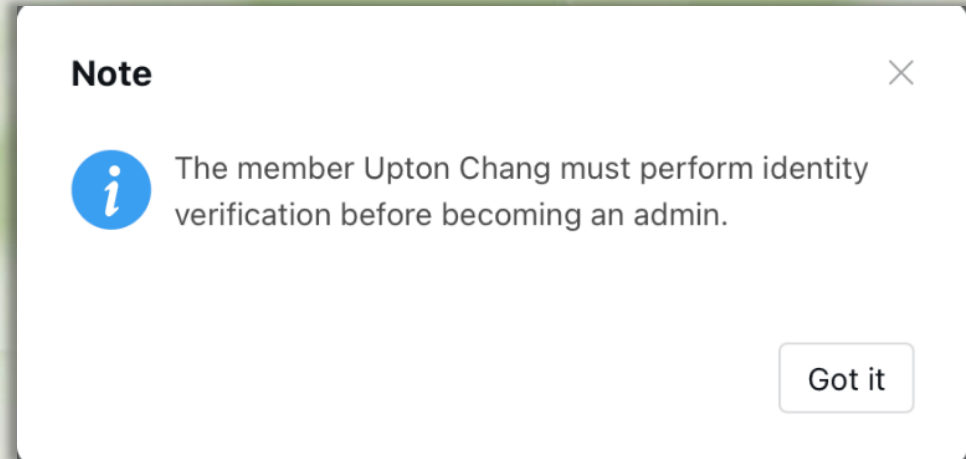 Note
The member Upton Chang must perform identity
verification before becoming an admin.
Got it